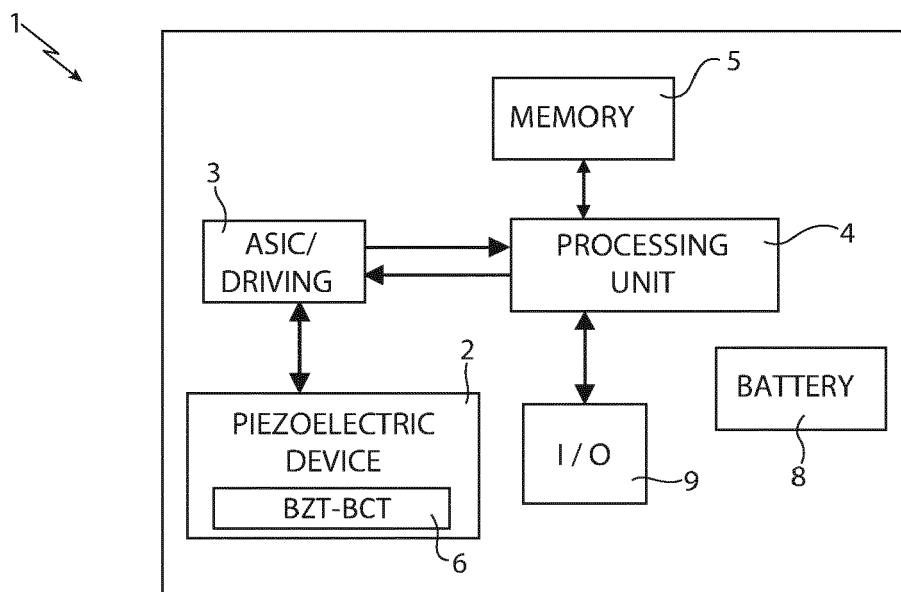 1
5
MEMORY
3
ASIC/
DRIVING
PROCESSING
UNIT
4
2
PIEZOELECTRIC
DEVICE
BZT-BCT
6
I / O
9
BATTERY
8